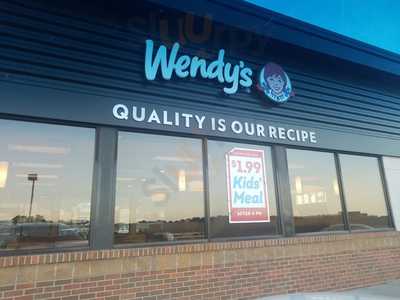 Wendy's
QUALITY IS OUR RECIPE
$1.99
Kids'
Meal
AFTER 4 PM